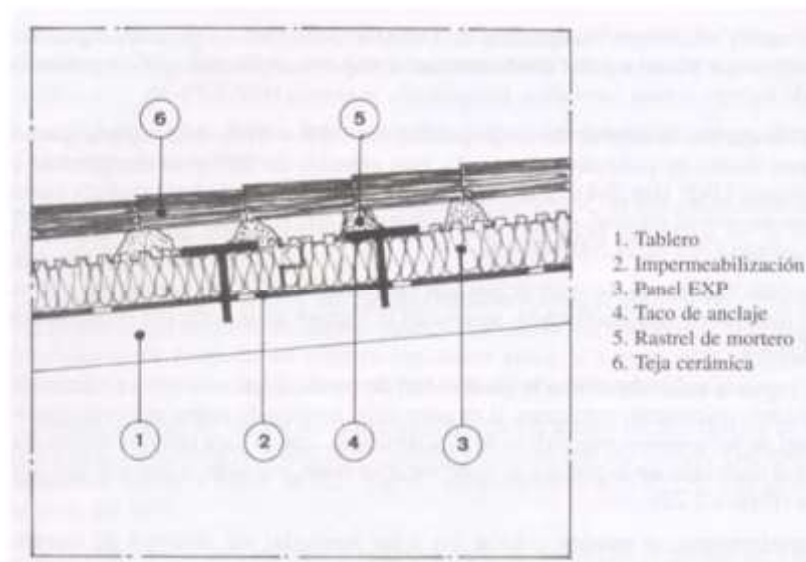 6
5
1. Tablero
2. Impermeabilización
3. Panel EXP
4. Taco de anclaje
5. Rastrel de mortero
6. Teja cerámica
1
2
4
3